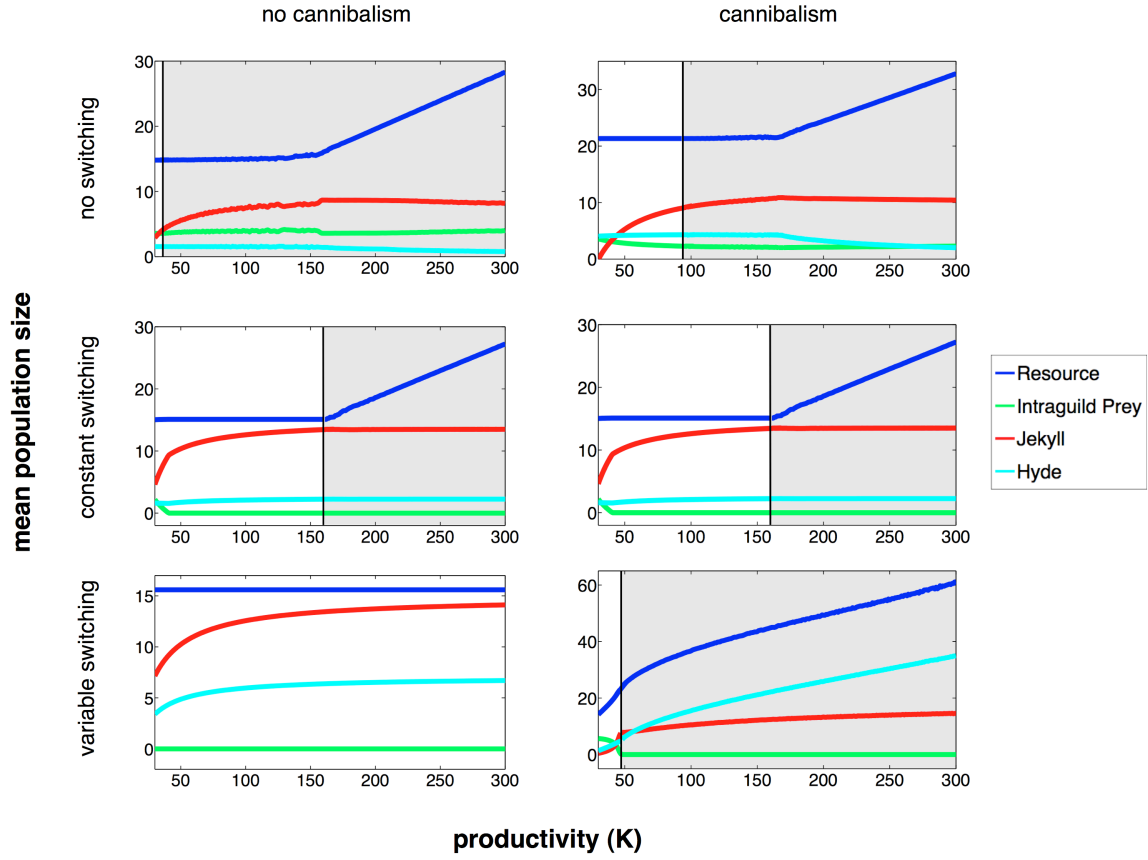 no cannibalism
cannibalism
no switching
30
20
10
0
50 100 150 200 250 300
30
20
10
0
50 100 150 200 250 300
mean population size
constant switching
30
20
10
0
50 100 150 200 250 300
30
20
10
0
50 100 150 200 250 300
Resource
Intraguild Prey
Jekyll
Hyde
variable switching
15
10
5
0
50 100 150 200 250 300
60
40
20
0
50 100 150 200 250 300
productivity (K)